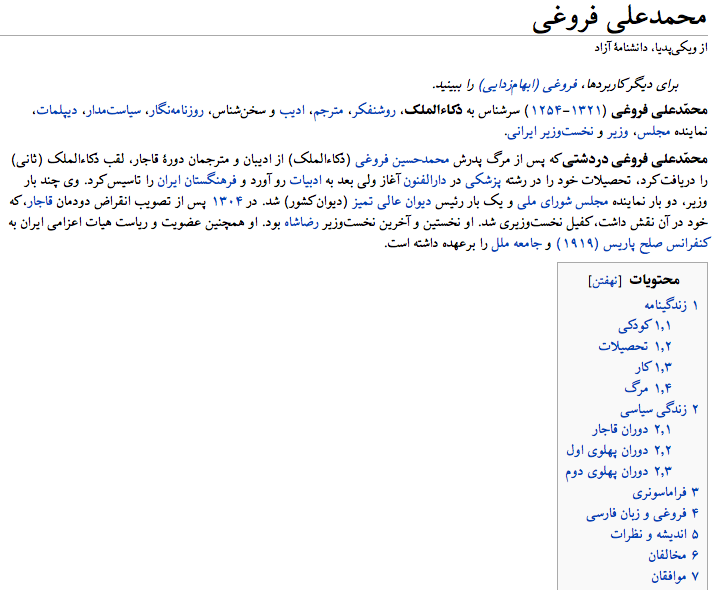 محمدعلی فروغی
از ویکی‌پدیا، دانشنامهٔ آزاد
برای دیگر کاربردها، فروغی (ابهام‌زدایی) را ببینید.
محمّدعلی فروغی (۱۳۲۱-۱۲۵۴) سرشناس به ذکاءالملک، روشنفکر، مترجم، ادیب و سخن‌شناس، روزنامه‌نگار، سیاست‌مدار، دیپلمات،
نماینده مجلس، وزیر و نخست‌وزیر ایرانی.
محمّدعلی فروغی دردشتی‌که پس از مرگ پدرش محمدحسین فروغی (ذکاءالملک) از ادیبان و مترجمان دورهٔ قاجار، لقب ذکاءالملک (ثانی)
را دریافت‌کرد، تحصیلات خود را در رشته پزشکی در دارالفنون آغاز ولی بعد به ادبیات رو آورد و فرهنگستان ایران را تاسیس‌کرد. وی چند بار
وزیر، دو بار نماینده مجلس شورای ملی و یک بار رئیس دیوان عالی تمیز (دیوان‌کشور) شد. در ۱۳۰۴ پس از تصویب انقراض دودمان قاجار،که
خود در آن نقش داشت،کفیل نخست‌وزیری شد. او نخستین و آخرین نخست‌وزیر رضاشاه بود. او همچنین عضویت و ریاست هیات اعزامی ایران به
کنفرانس صلح پاریس (۱۹۱۹) و جامعه ملل را برعهده داشته است.
محتویات [نهفتن]
۱ زندگینامه
۱,۱ کودکی
۱,۲ تحصیلات
۱,۳ کار
۱,۴ مرگ
۲ زندگی سیاسی
۲,۱ دوران قاجار
۲,۲ دوران پهلوی اول
۲,۳ دوران پهلوی دوم
۳ فراماسونری
۴ فروغی و زبان فارسی
۵ اندیشه و نظرات
۶ مخالفان
۷ موافقان